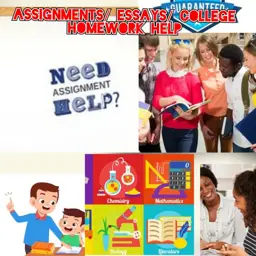 GUARANTEED
ASSIGNMENTS/ ESSAYS/ COLLEGE
HOMEWORK HELP
NEED
ASSIGNMENT
HELP?
Chemistry
Mathematics
Biology
Literature